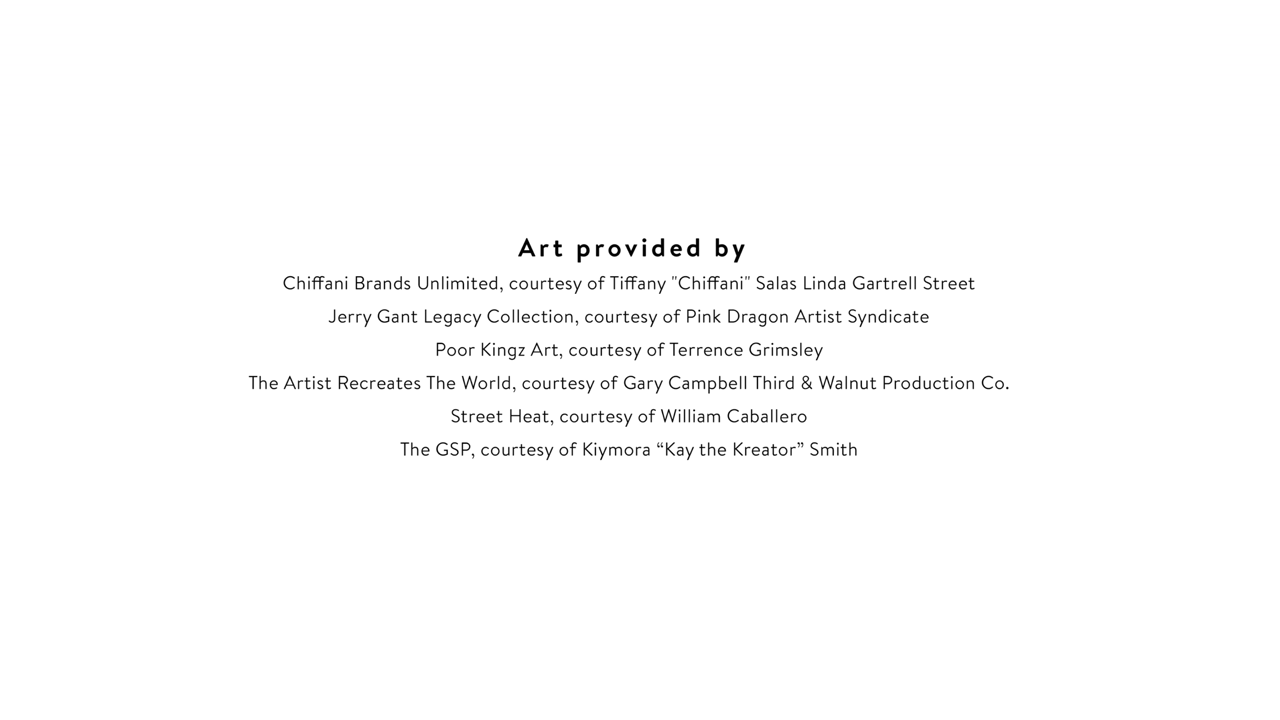 Art provided by
Chiffani Brands Unlimited, courtesy of Tiffany "Chiffani" Salas Linda Gartrell Street
Jerry Gant Legacy Collection, courtesy of Pink Dragon Artist Syndicate
Poor Kingz Art, courtesy of Terrence Grimsley
The Artist Recreates The World, courtesy of Gary Campbell Third & Walnut Production Co.
Street Heat, courtesy of William Caballero
The GSP, courtesy of Kiymora “Kay the Kreator” Smith